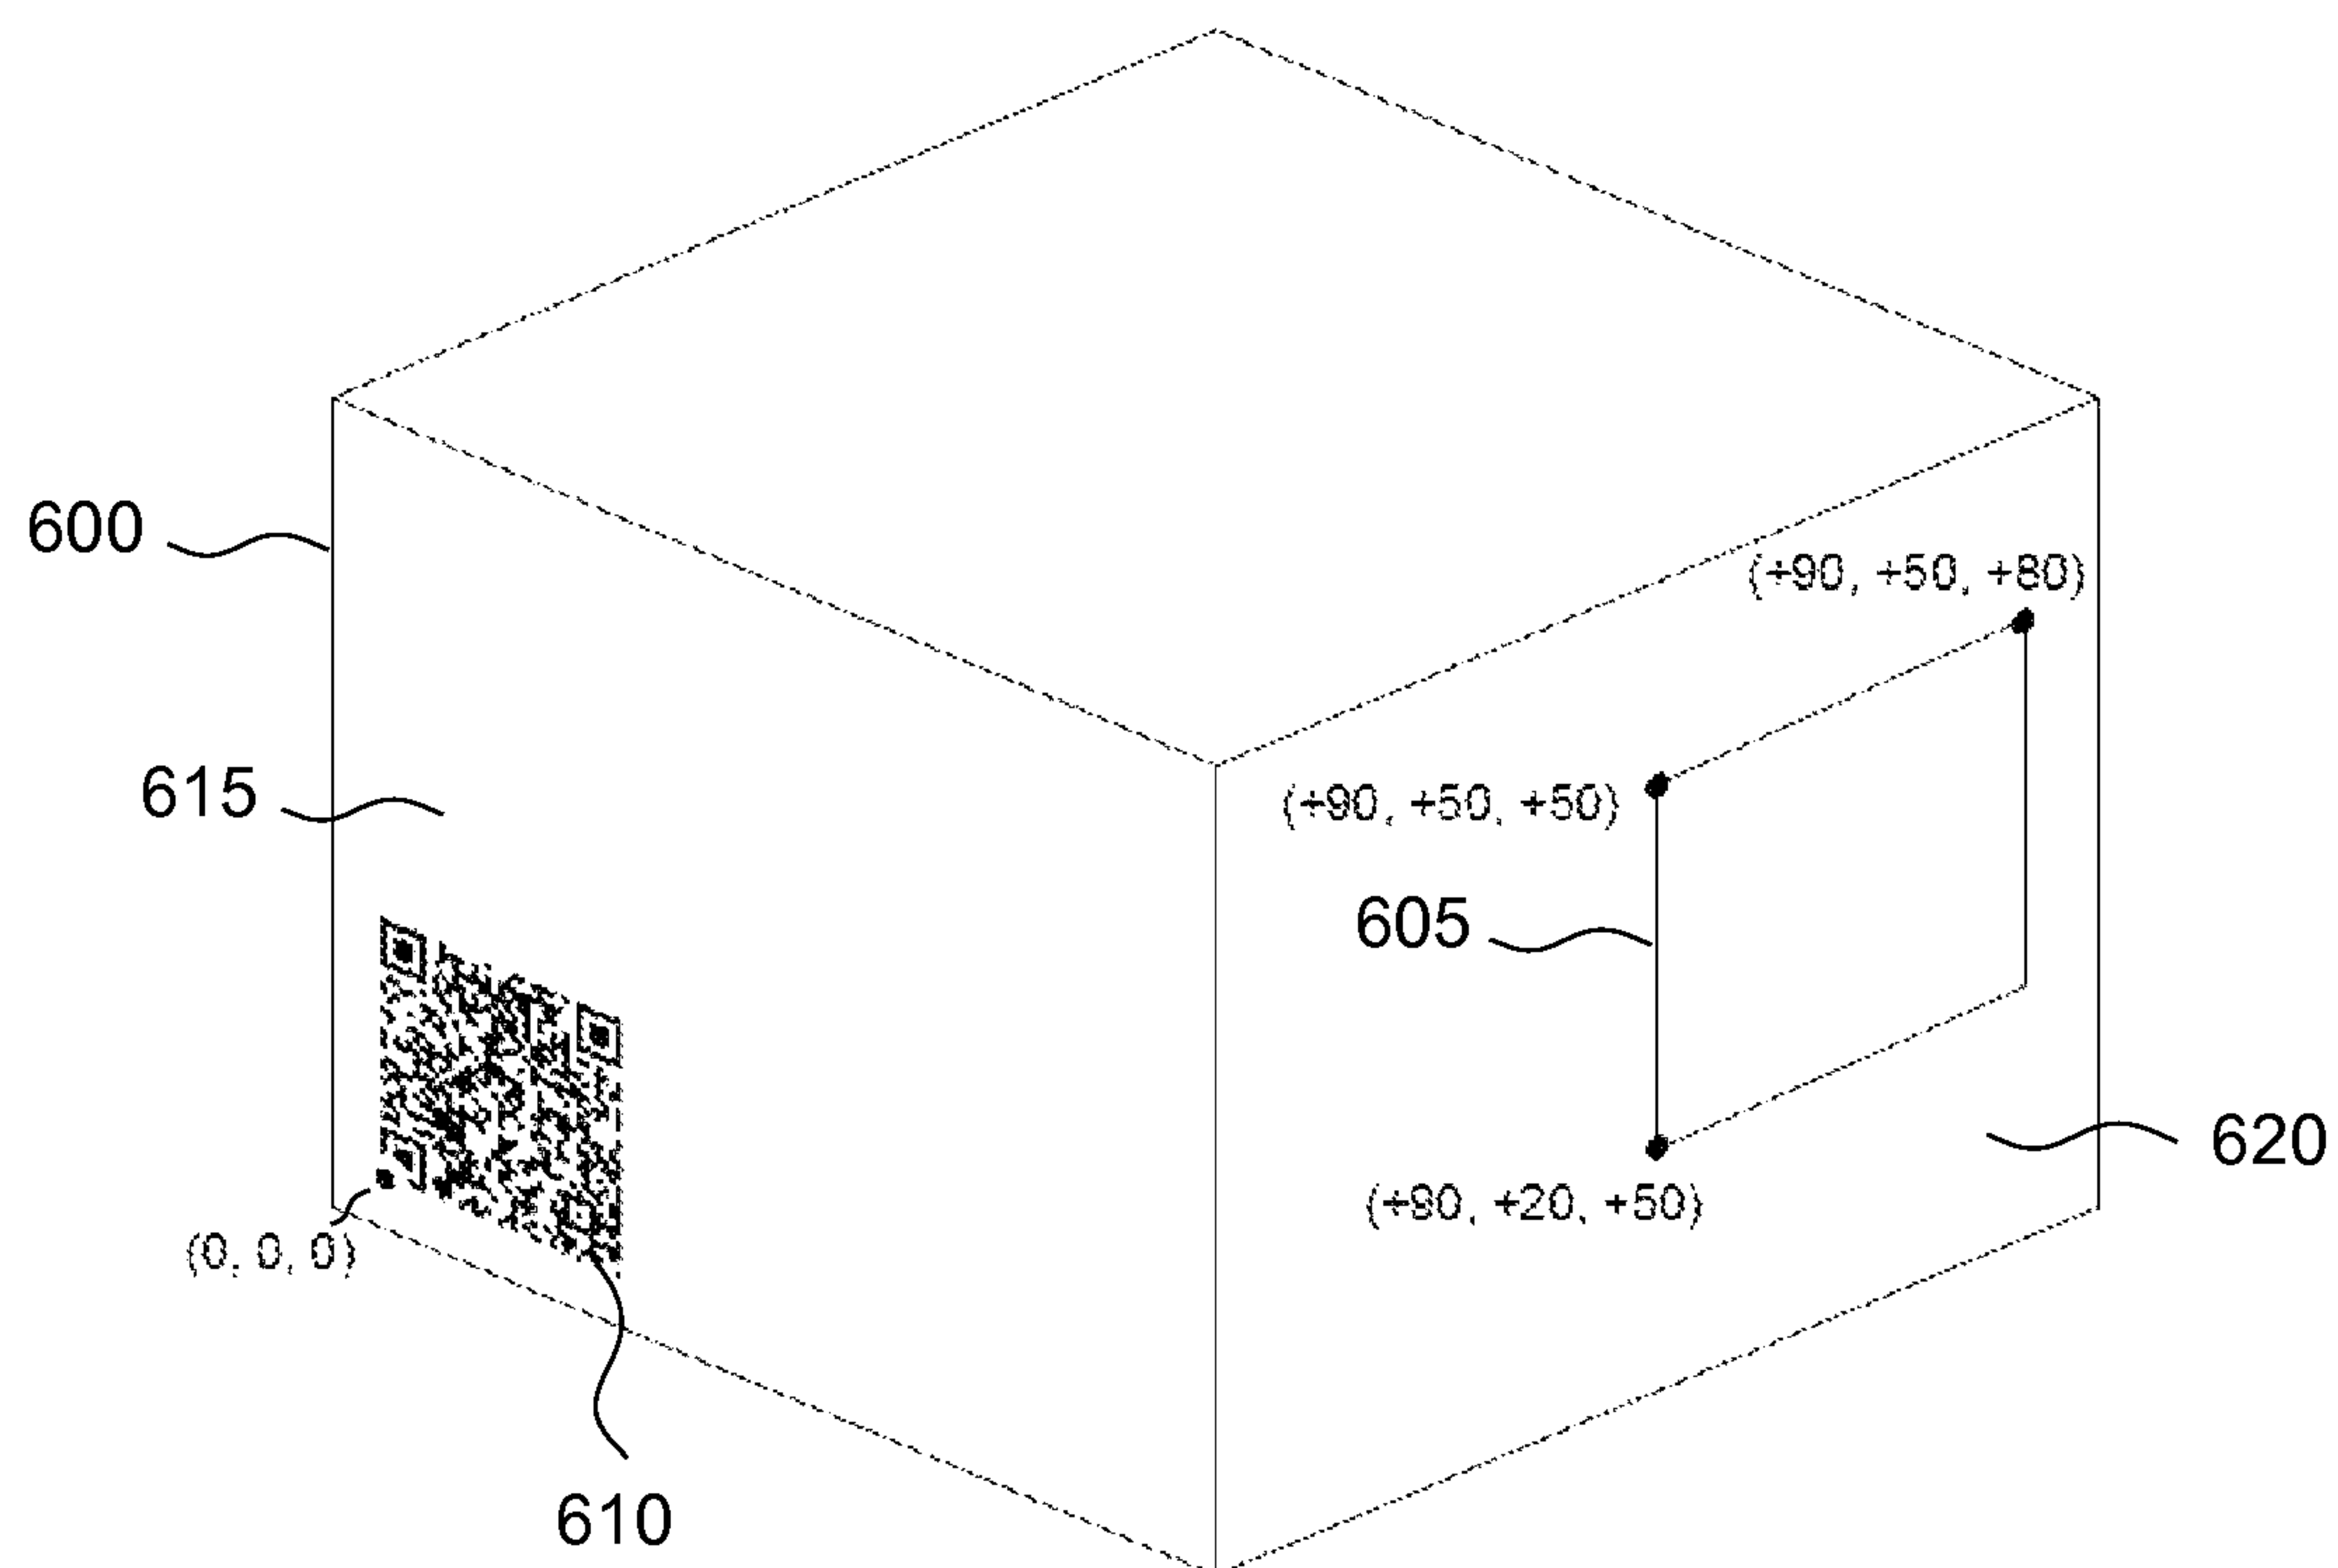 600
(+90, +50, +80)
615
(+90, +50, +50)
605
620
(+90, +20, +50)
(0, 0, 0)
610